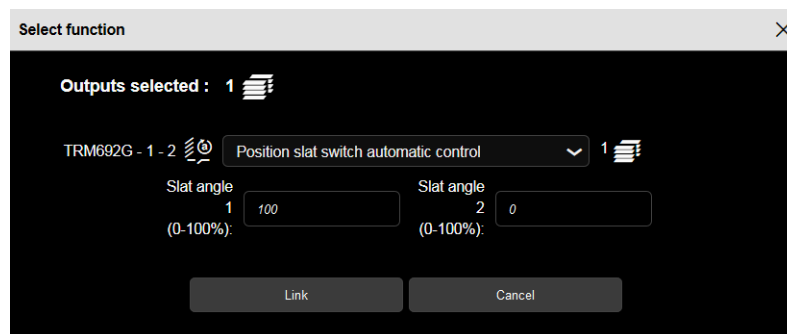 Select function
Outputs selected : 1
TRM692G - 1 - 2 a Position slat switch automatic control 1
Slat angle 1 (0-100%): 100 Slat angle 2 (0-100%): 0
Link Cancel